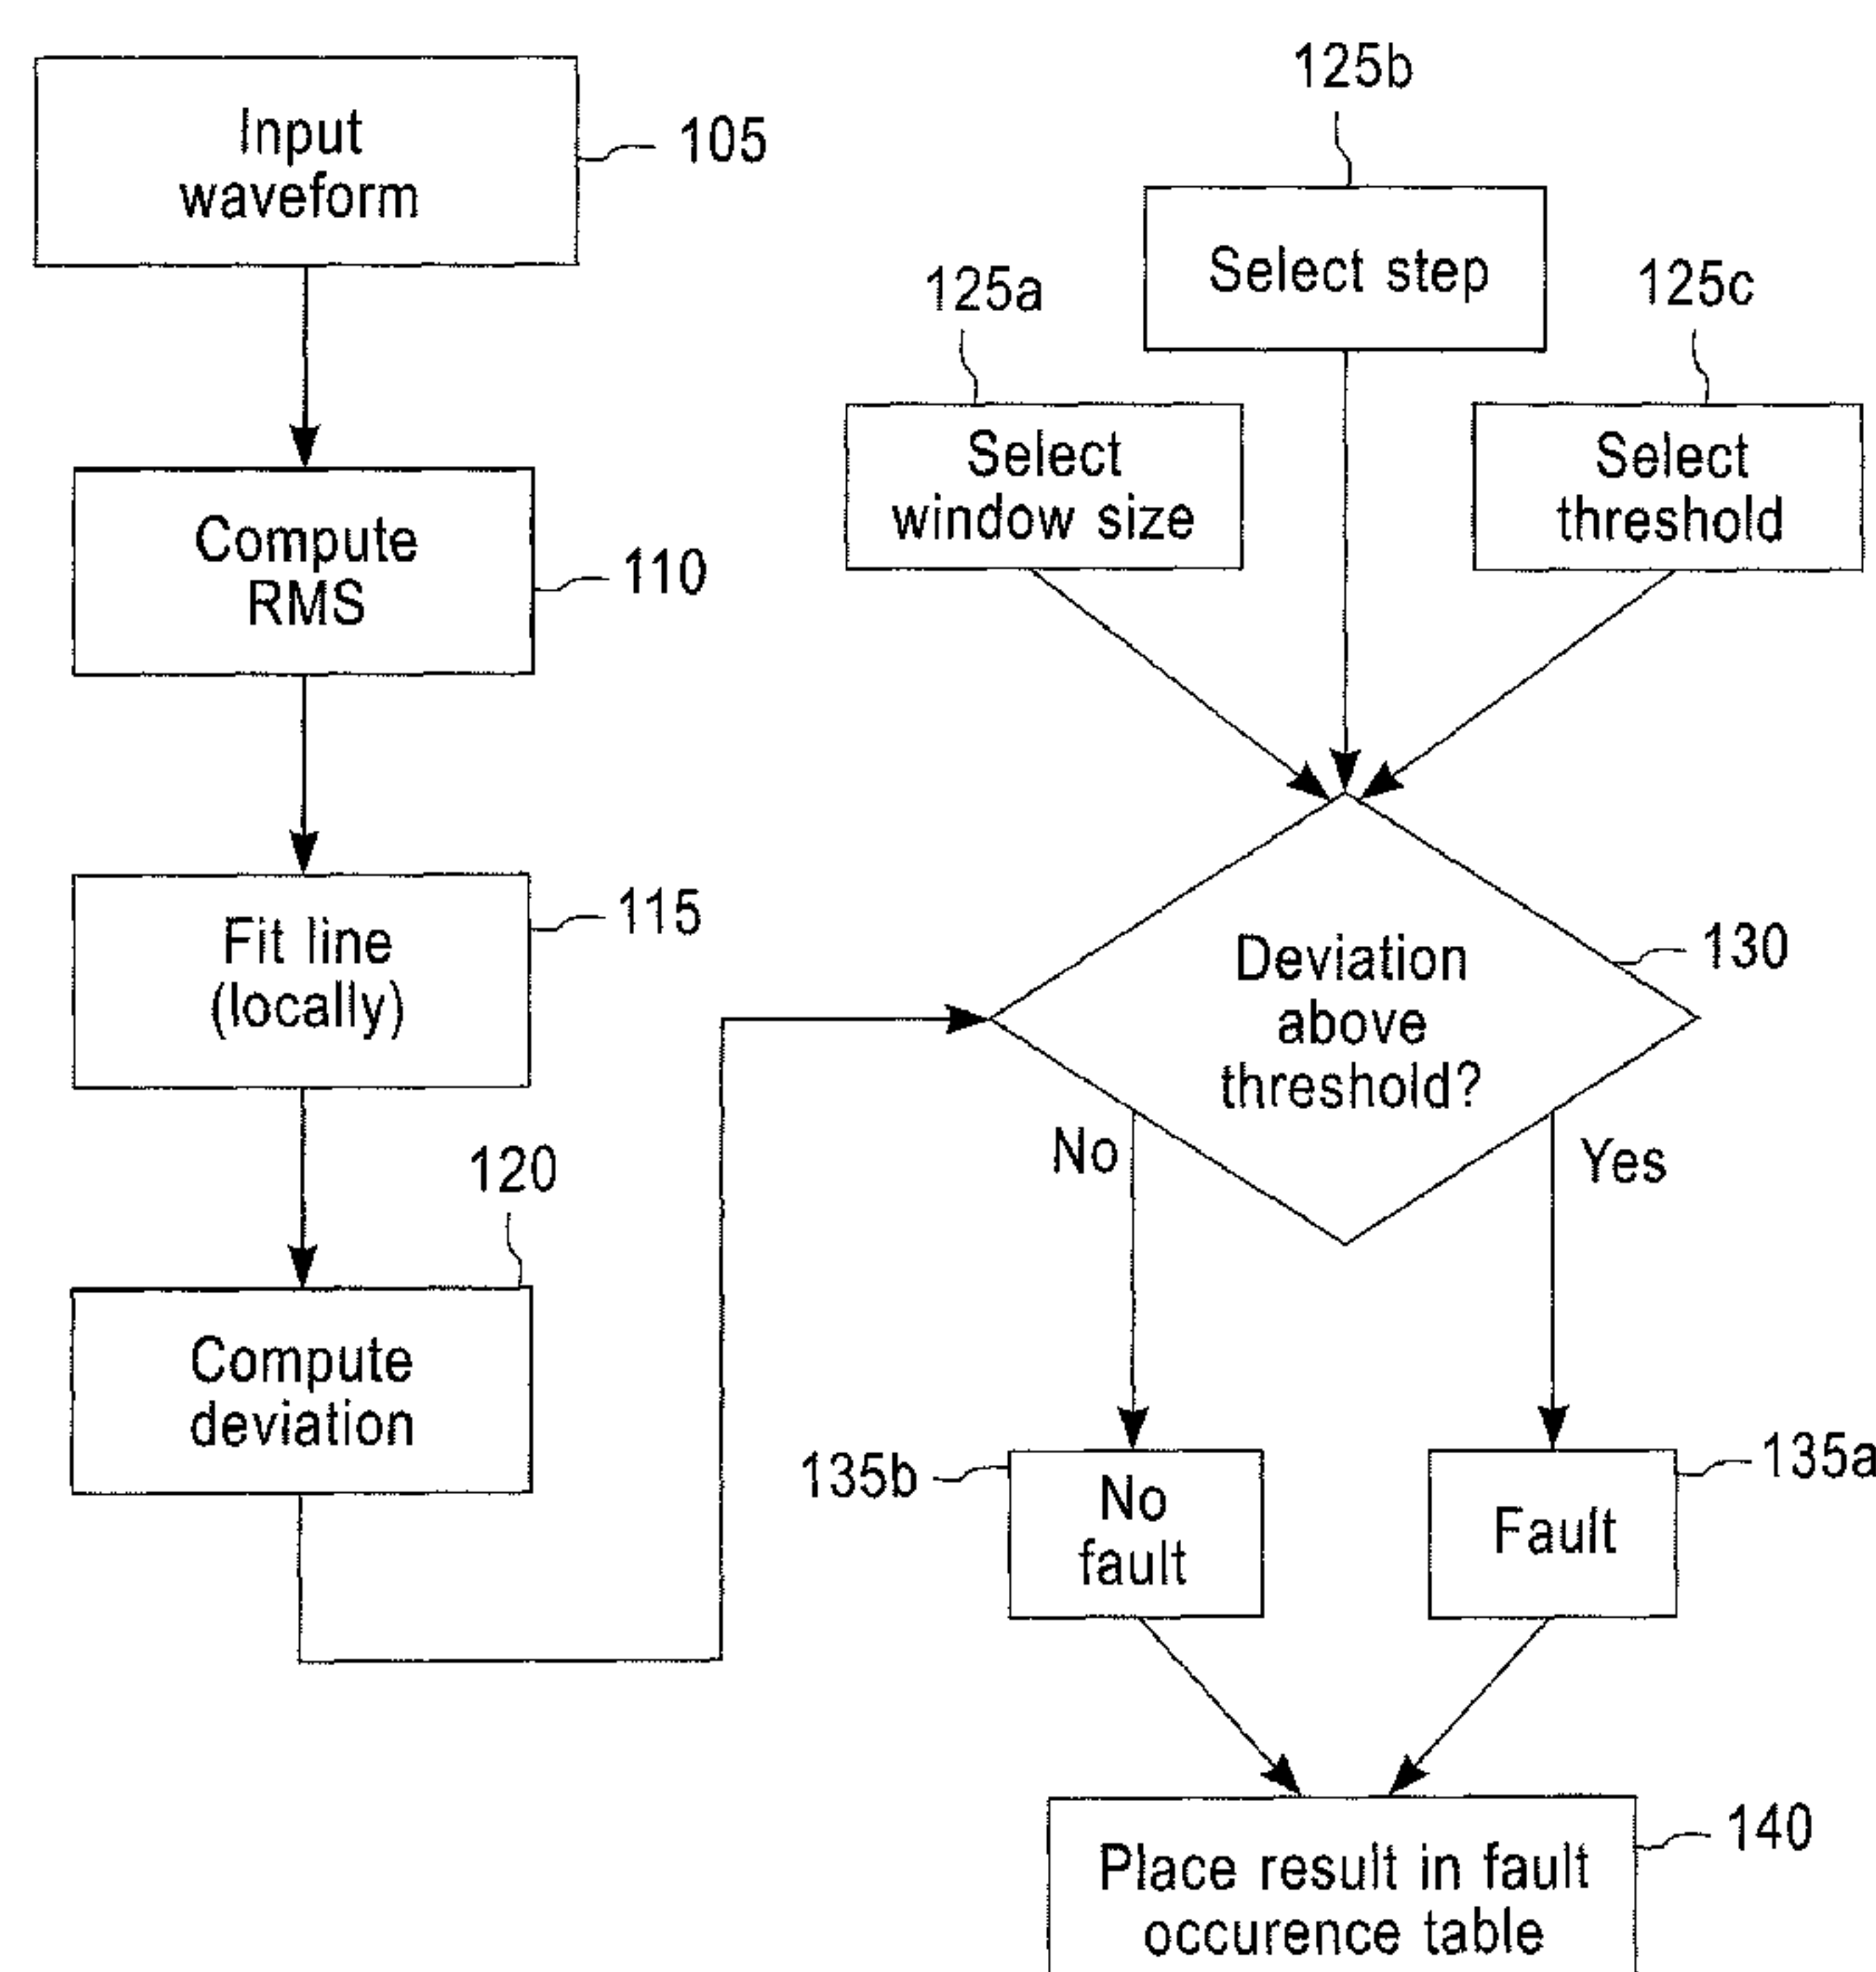 Input
waveform
105
Compute
RMS
110
Fit line
(locally)
115
120
Compute
deviation
125b
Select step
125a
Select
window size
125c
Select
threshold
Deviation
above
threshold?
130
No
Yes
135b
No
fault
135a
Fault
140
Place result in fault
occurence table